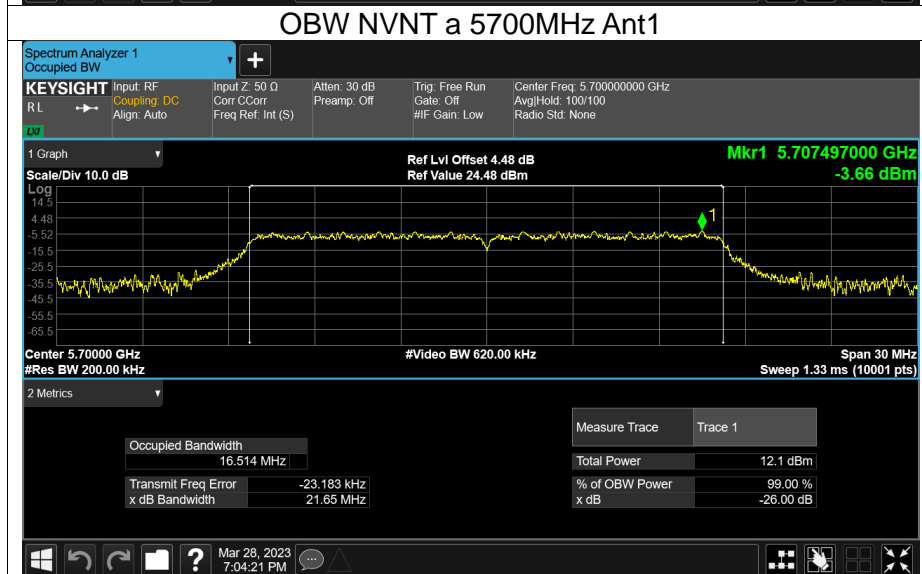 OBW NVNT a 5700MHz Ant1
Spectrum Analyzer 1
Occupied BW
+
KEYSIGHT
R L
LXI
Input: RF
Coupling: DC
Align: Auto
Input Z: 50 Ω
Corr CCorr
Freq Ref: Int (S)
Atten: 30 dB
Preamp: Off
Trig: Free Run
Gate: Off
#IF Gain: Low
Center Freq: 5.700000000 GHz
Avg|Hold: 100/100
Radio Std: None
1 Graph
Scale/Div 10.0 dB
Ref Lvl Offset 4.48 dB
Ref Value 24.48 dBm
Mkr1 5.707497000 GHz
-3.66 dBm
Log
14.5
4.48
-5.52
-15.5
-25.5
-35.5
-45.5
-55.5
-65.5
1
Center 5.70000 GHz
#Res BW 200.00 kHz
#Video BW 620.00 kHz
Span 30 MHz
Sweep 1.33 ms (10001 pts)
2 Metrics
Occupied Bandwidth
16.514 MHz
Transmit Freq Error -23.183 kHz
x dB Bandwidth 21.65 MHz
Measure Trace Trace 1
Total Power 12.1 dBm
% of OBW Power 99.00 %
x dB -26.00 dB
?
Mar 28, 2023
7:04:21 PM